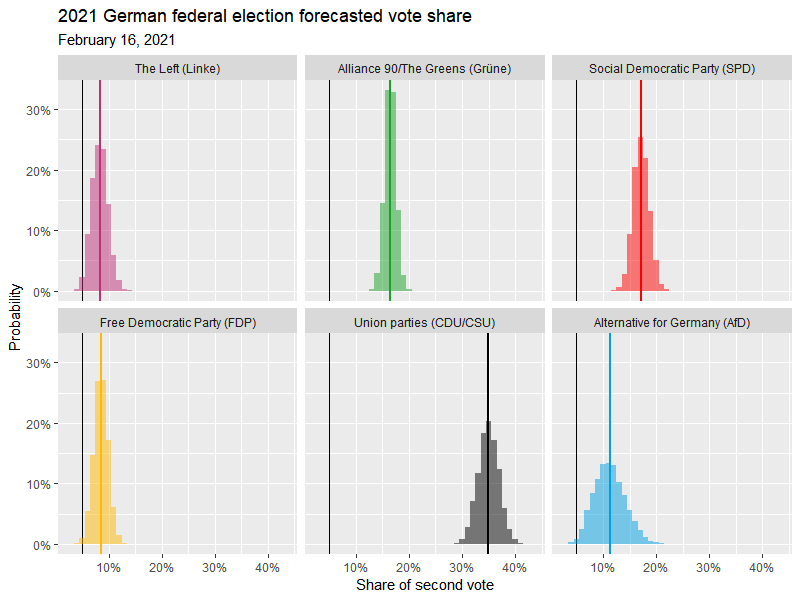 2021 German federal election forecasted vote share
February 16, 2021
The Left (Linke)
Alliance 90/The Greens (Grüne)
Social Democratic Party (SPD)
30%
20%
10%
0%
Free Democratic Party (FDP)
Union parties (CDU/CSU)
Alternative for Germany (AfD)
30%
20%
10%
0%
Probability
10% 20% 30% 40%
10% 20% 30% 40%
10% 20% 30% 40%
Share of second vote